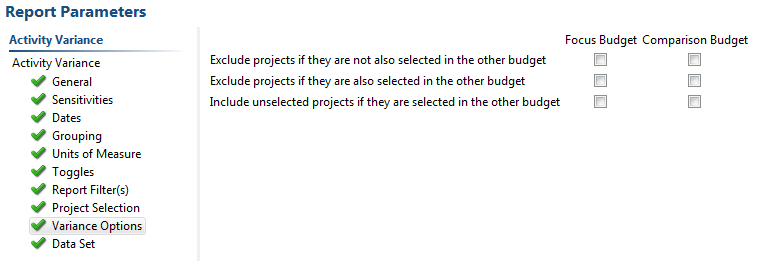 Report Parameters
Activity Variance
Activity Variance
General
Sensitivities
Dates
Grouping
Units of Measure
Toggles
Report Filter(s)
Project Selection
Variance Options
Data Set
Focus Budget Comparison Budget
Exclude projects if they are not also selected in the other budget
Exclude projects if they are also selected in the other budget
Include unselected projects if they are selected in the other budget